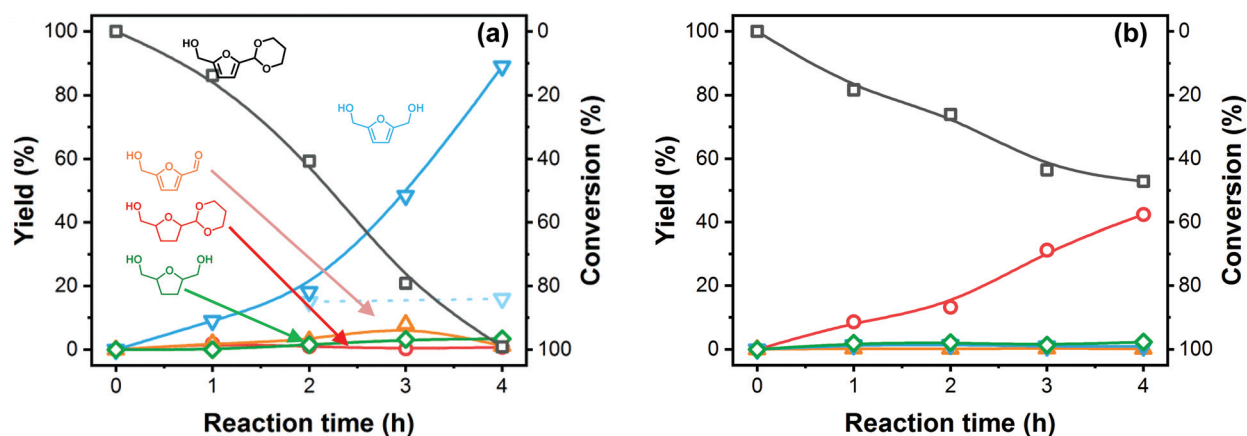 (a)
(b)
Yield (%)
100
80
60
40
20
0
HO
O
O
O
HO
OH
O
HO
O
O
HO
O
O
O
HO
OH
O
0
20
40
60
80
100
Conversion (%)
0 1 2 3 4
Reaction time (h)
Yield (%)
100
80
60
40
20
0
0
20
40
60
80
100
Conversion (%)
0 1 2 3 4
Reaction time (h)